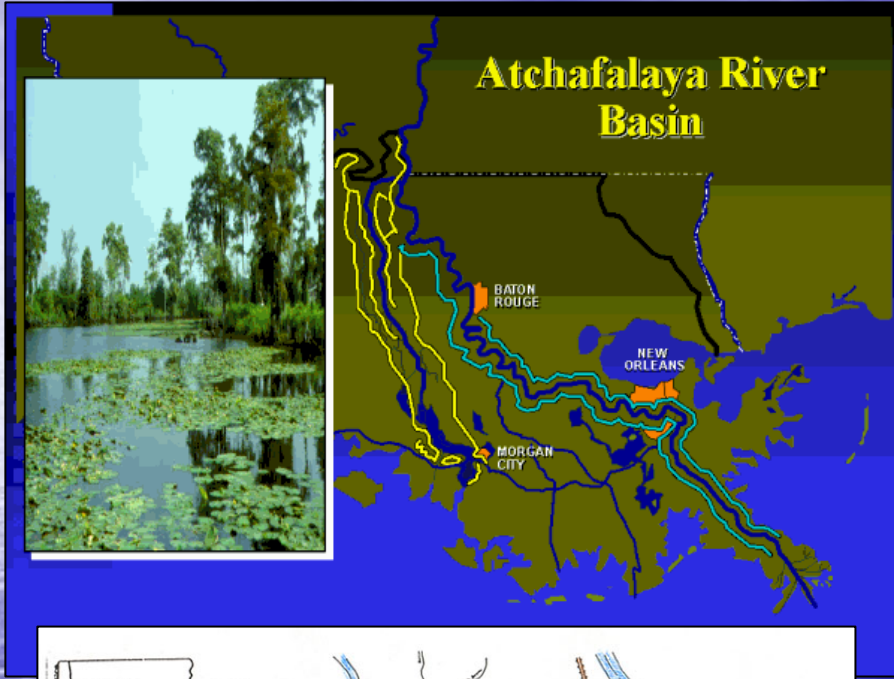 Atchafalaya River
Basin
BATON
ROUGE
NEW
ORLEANS
MORGAN
CITY